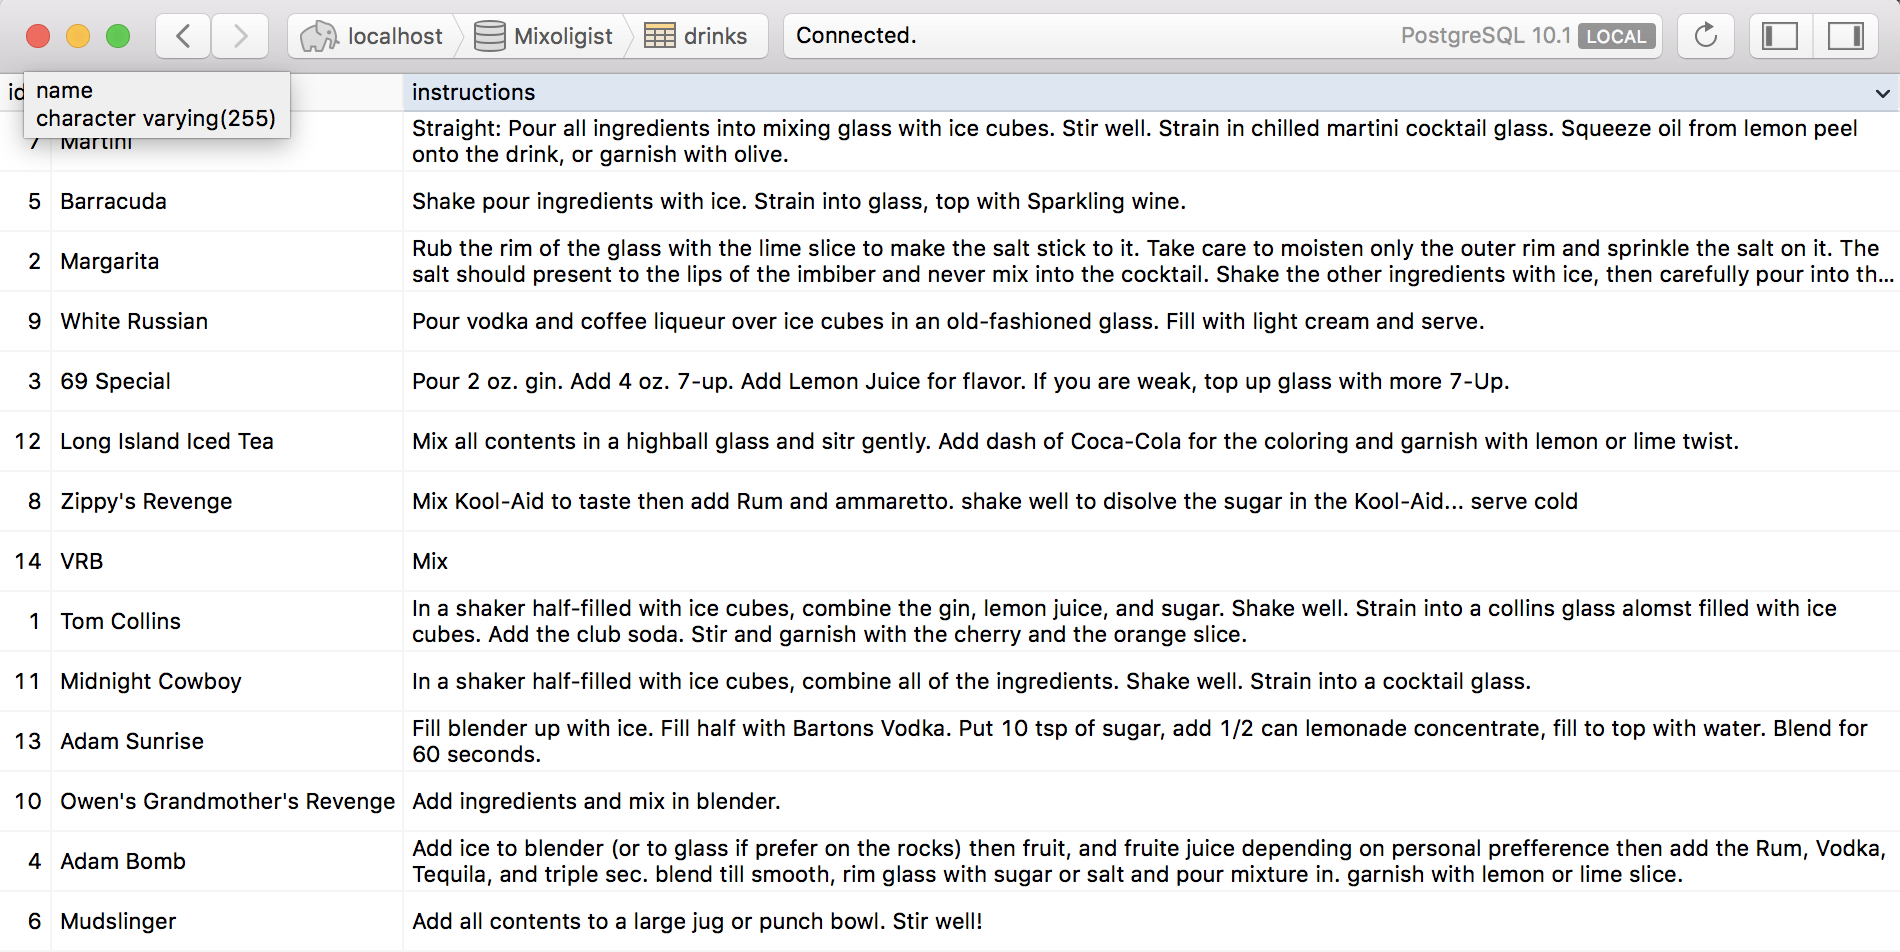 localhost Mixoligist drinks Connected. PostgreSQL 10.1 LOCAL
id instructions
name
character varying(255)
7 Martini Straight: Pour all ingredients into mixing glass with ice cubes. Stir well. Strain in chilled martini cocktail glass. Squeeze oil from lemon peel
onto the drink, or garnish with olive.
5 Barracuda Shake pour ingredients with ice. Strain into glass, top with Sparkling wine.
2 Margarita Rub the rim of the glass with the lime slice to make the salt stick to it. Take care to moisten only the outer rim and sprinkle the salt on it. The
salt should present to the lips of the imbiber and never mix into the cocktail. Shake the other ingredients with ice, then carefully pour into th...
9 White Russian Pour vodka and coffee liqueur over ice cubes in an old-fashioned glass. Fill with light cream and serve.
3 69 Special Pour 2 oz. gin. Add 4 oz. 7-up. Add Lemon Juice for flavor. If you are weak, top up glass with more 7-Up.
12 Long Island Iced Tea Mix all contents in a highball glass and sitr gently. Add dash of Coca-Cola for the coloring and garnish with lemon or lime twist.
8 Zippy's Revenge Mix Kool-Aid to taste then add Rum and ammaretto. shake well to disolve the sugar in the Kool-Aid... serve cold
14 VRB Mix
1 Tom Collins In a shaker half-filled with ice cubes, combine the gin, lemon juice, and sugar. Shake well. Strain into a collins glass alomst filled with ice
cubes. Add the club soda. Stir and garnish with the cherry and the orange slice.
11 Midnight Cowboy In a shaker half-filled with ice cubes, combine all of the ingredients. Shake well. Strain into a cocktail glass.
13 Adam Sunrise Fill blender up with ice. Fill half with Bartons Vodka. Put 10 tsp of sugar, add 1/2 can lemonade concentrate, fill to top with water. Blend for
60 seconds.
10 Owen's Grandmother's Revenge Add ingredients and mix in blender.
4 Adam Bomb Add ice to blender (or to glass if prefer on the rocks) then fruit, and fruite juice depending on personal prefference then add the Rum, Vodka,
Tequila, and triple sec. blend till smooth, rim glass with sugar or salt and pour mixture in. garnish with lemon or lime slice.
6 Mudslinger Add all contents to a large jug or punch bowl. Stir well!